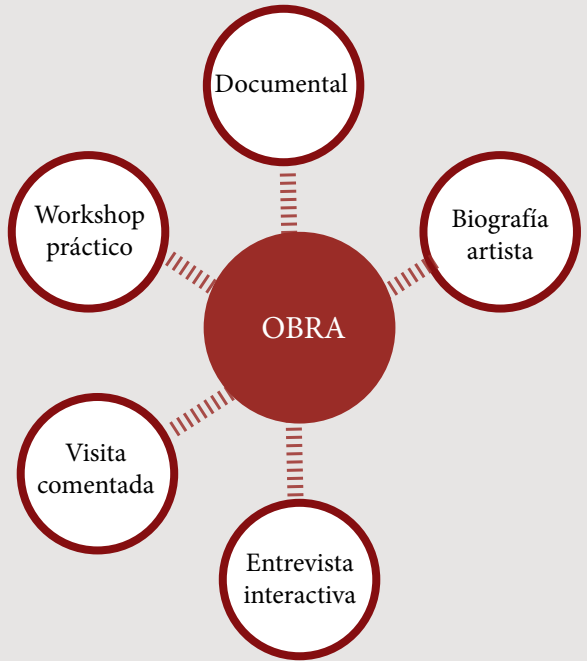 Documental
Workshop
práctico
Biografía
artista
OBRA
Visita
comentada
Entrevista
interactiva